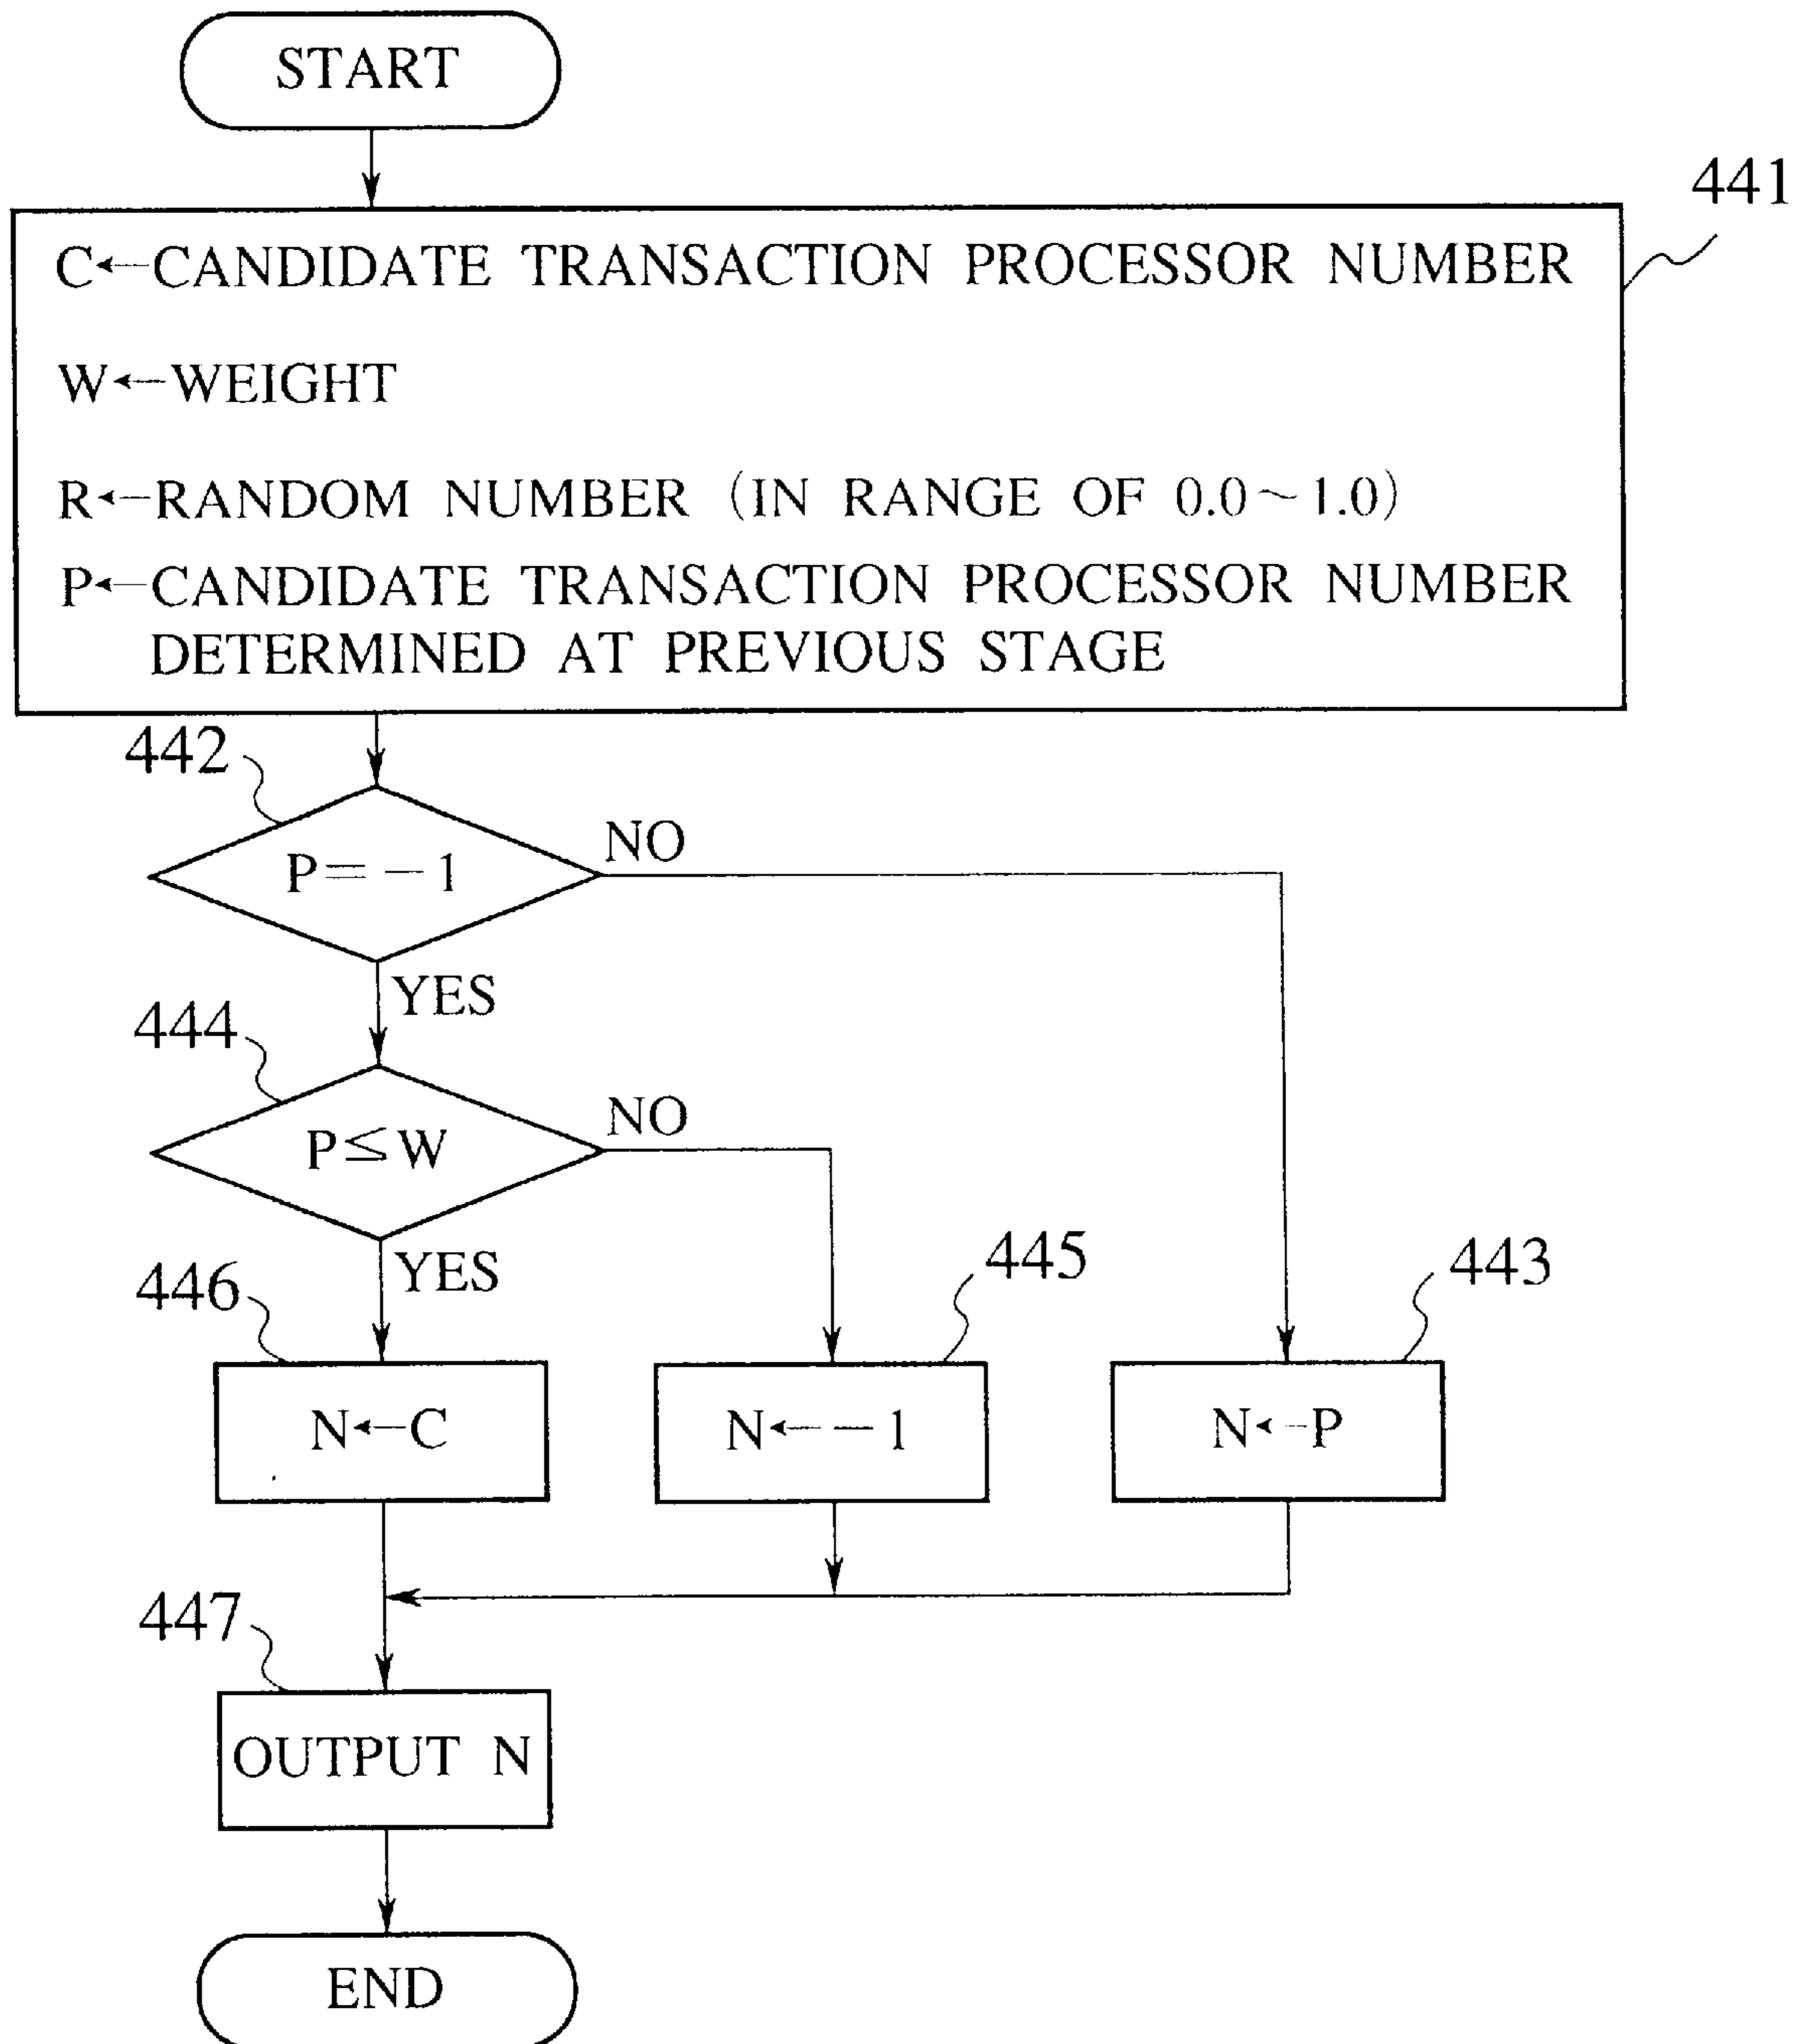 START
441
C←CANDIDATE TRANSACTION PROCESSOR NUMBER
W←WEIGHT
R←RANDOM NUMBER (IN RANGE OF 0.0~1.0)
P←CANDIDATE TRANSACTION PROCESSOR NUMBER
DETERMINED AT PREVIOUS STAGE
442
P=-1
NO
YES
444
P≤W
NO
YES
446
445
443
N←C
N←-1
N←P
447
OUTPUT N
END